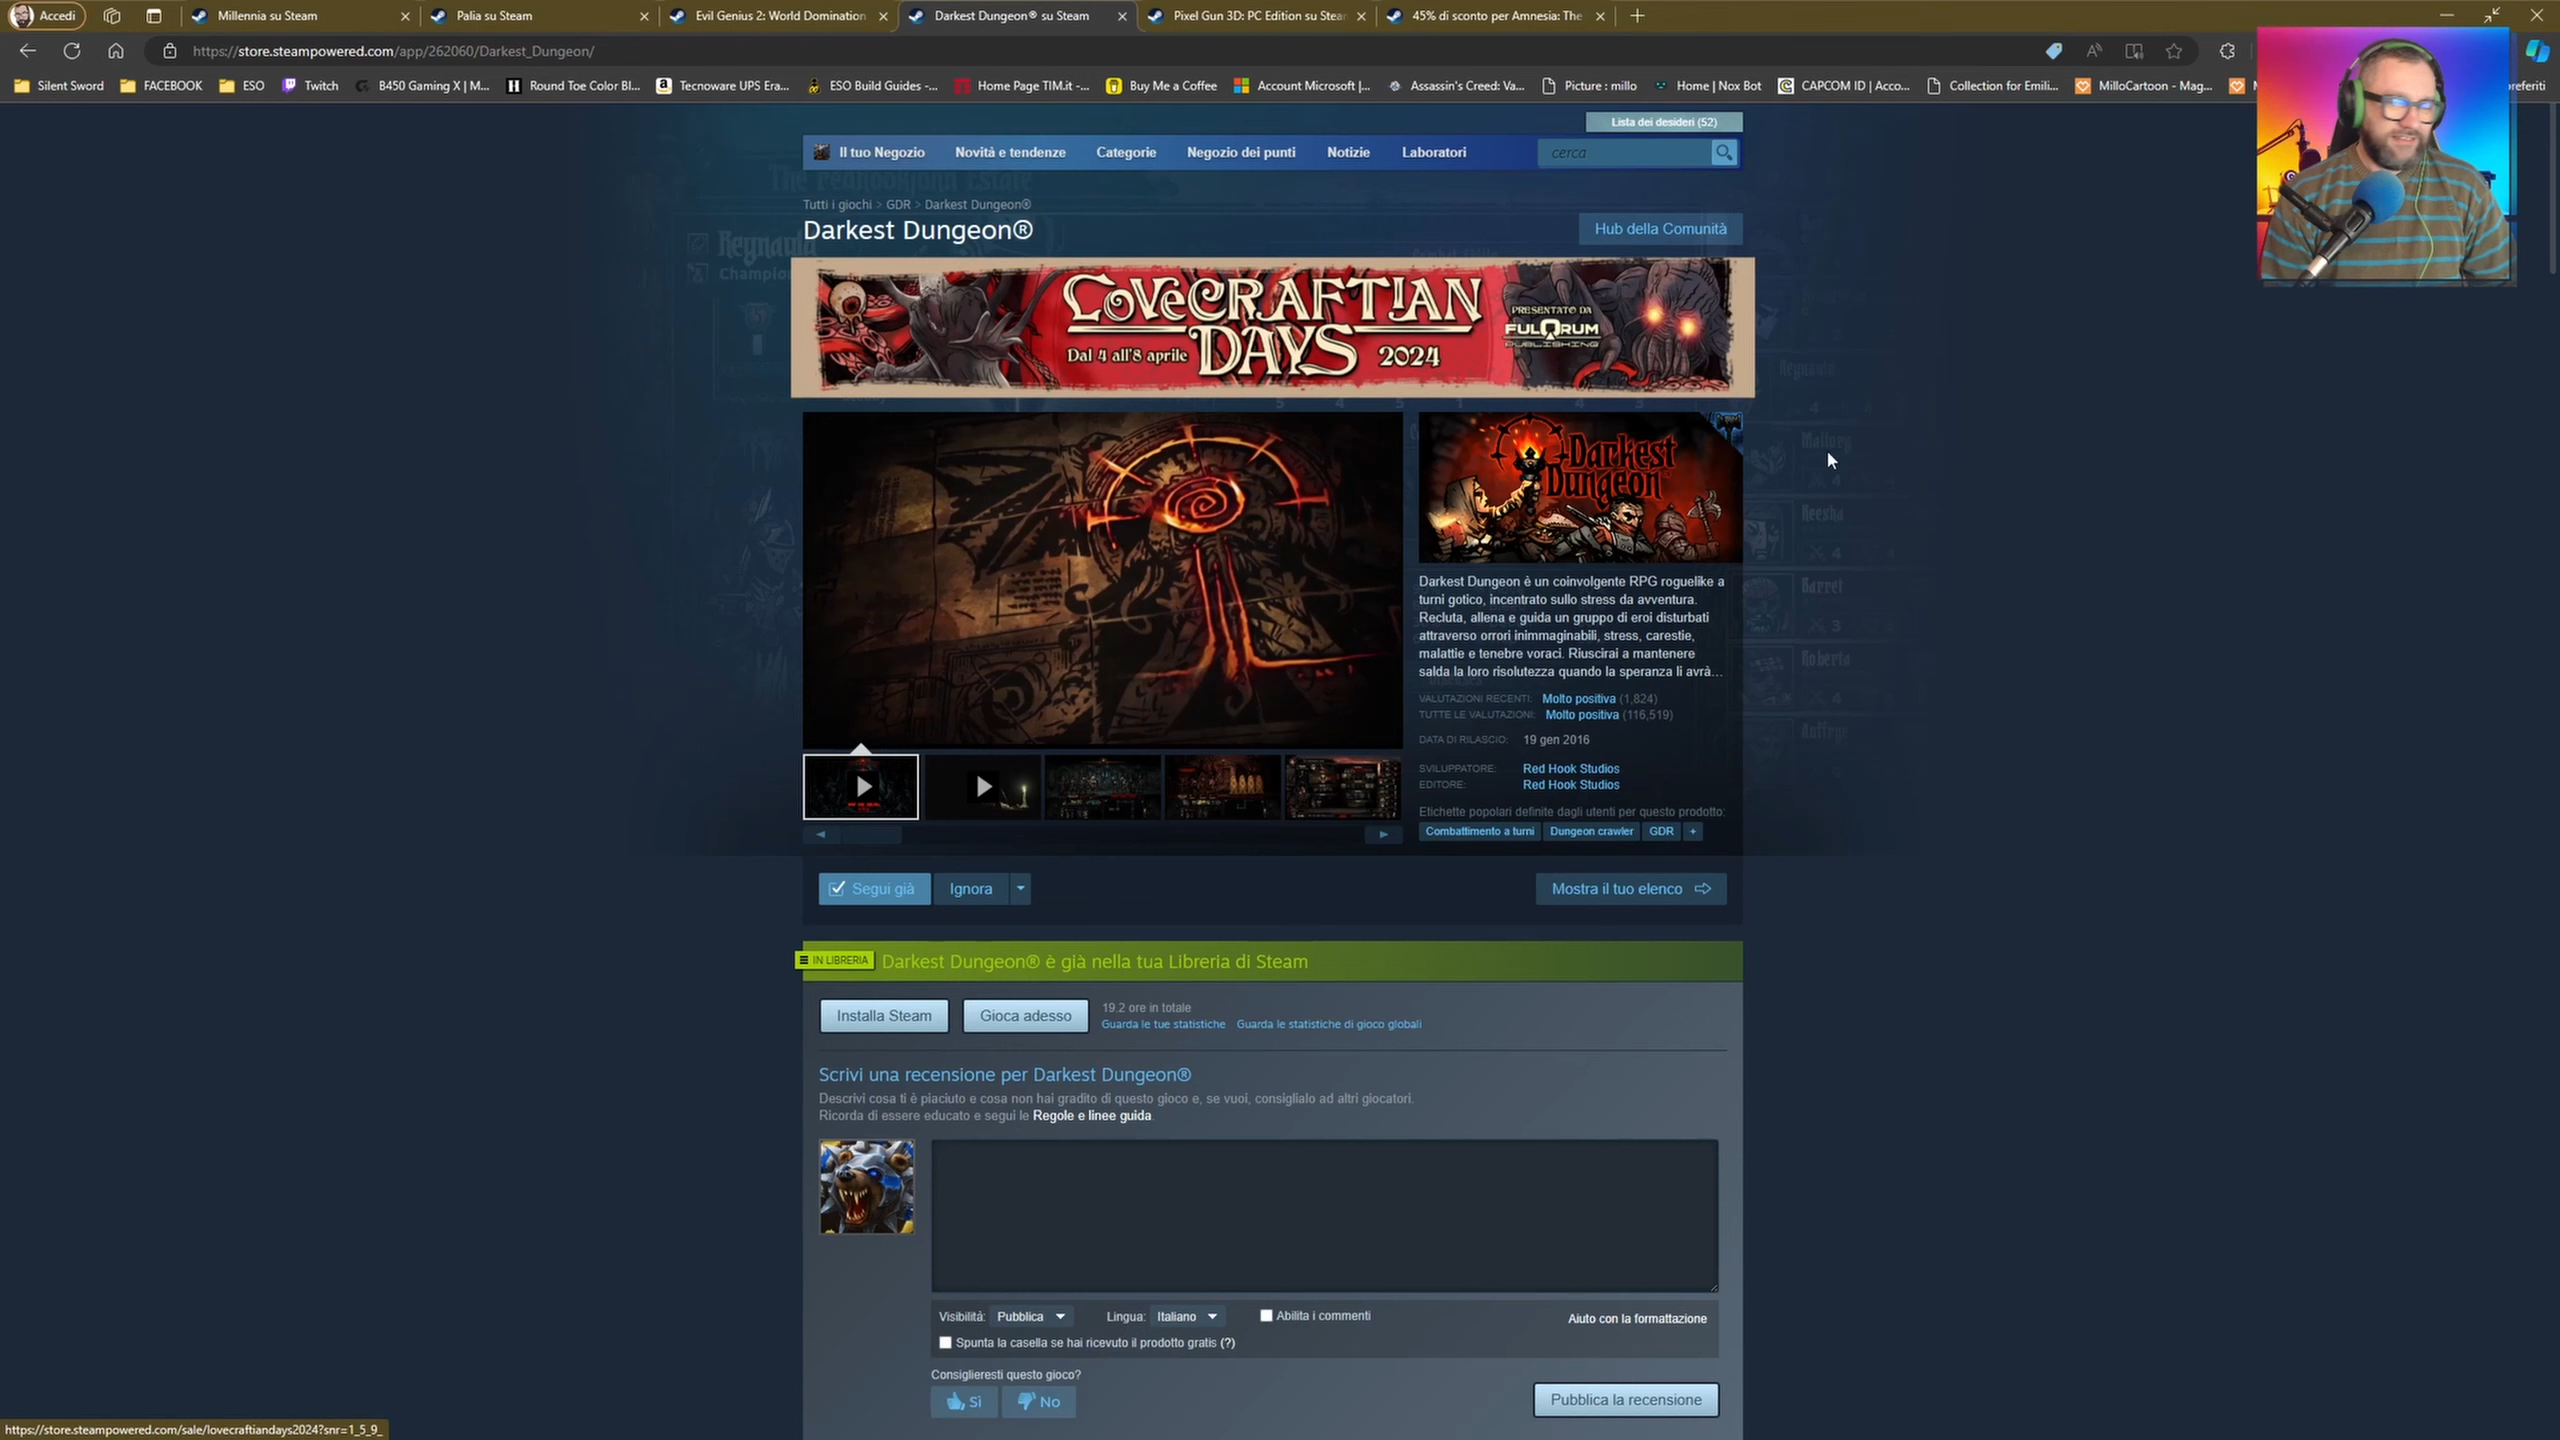 Accedi
Millennia su Steam
Palia su Steam
Evil Genius 2: World Domination
Darkest Dungeon® su Steam
Pixel Gun 3D: PC Edition su Stea
45% di sconto per Amnesia: The
https://store.steampowered.com/app/262060/Darkest_Dungeon/
Silent Sword
FACEBOOK
ESO
Twitch
B450 Gaming X | M...
Round Toe Color Bl...
Tecnoware UPS Era...
ESO Build Guides -...
Home Page TIM.it -...
Buy Me a Coffee
Account Microsoft |...
Assassin's Creed: Va...
Picture : millo
Home | Nox Bot
CAPCOM ID | Acco...
Collection for Emili...
MilloCartoon - Mag...
preferiti
Lista dei desideri (52)
Il tuo Negozio
Novità e tendenze
Categorie
Negozio dei punti
Notizie
Laboratori
cerca
Tutti i giochi > GDR > Darkest Dungeon®
Darkest Dungeon®
Hub della Comunità
LOVECRAFTIAN
DAYS
Dal 4 all'8 aprile
2024
PRESENTATO DA
FULQRUM
PUBLISHING
Reynauld
Champion
Reynauld
Reesha
Barret
Roberta
Darkest
Dungeon
Darkest Dungeon è un coinvolgente RPG roguelike a
turni gotico, incentrato sullo stress da avventura.
Recluta, allena e guida un gruppo di eroi disturbati
attraverso orrori inimmaginabili, stress, carestie,
malattie e tenebre voraci. Riuscirai a mantenere
salda la loro risolutezza quando la speranza li avrà...
VALUTAZIONI RECENTI: Molto positiva (1,824)
TUTTE LE VALUTAZIONI: Molto positiva (116,519)
DATA DI RILASCIO: 19 gen 2016
SVILUPPATORE: Red Hook Studios
EDITORE: Red Hook Studios
Etichette popolari definite dagli utenti per questo prodotto:
Combattimento a turni
Dungeon crawler
GDR
+
Segui già
Ignora
Mostra il tuo elenco
IN LIBRERIA
Darkest Dungeon® è già nella tua Libreria di Steam
Installa Steam
Gioca adesso
19.2 ore in totale
Guarda le tue statistiche
Guarda le statistiche di gioco globali
Scrivi una recensione per Darkest Dungeon®
Descrivi cosa ti è piaciuto e cosa non hai gradito di questo gioco e, se vuoi, consiglialo ad altri giocatori.
Ricorda di essere educato e segui le Regole e linee guida.
Visibilità: Pubblica
Lingua: Italiano
Abilita i commenti
Aiuto con la formattazione
Spunta la casella se hai ricevuto il prodotto gratis (?)
Consiglieresti questo gioco?
Sì
No
Pubblica la recensione
https://store.steampowered.com/sale/lovecraftiandays2024?snr=1_5_9_